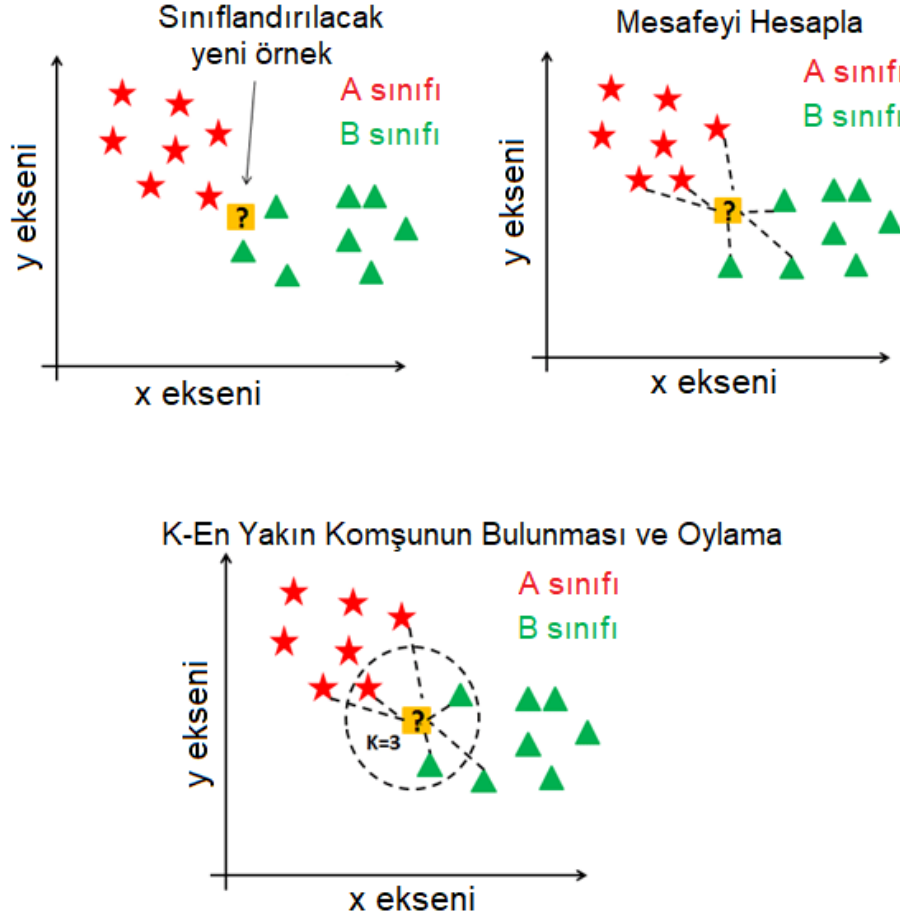 Sınıflandırılacak
yeni örnek
A sınıfı
B sınıfı
?
y ekseni
x ekseni
Mesafeyi Hesapla
A sınıfı
B sınıfı
?
y ekseni
x ekseni
K-En Yakın Komşunun Bulunması ve Oylama
A sınıfı
B sınıfı
?
K=3
y ekseni
x ekseni